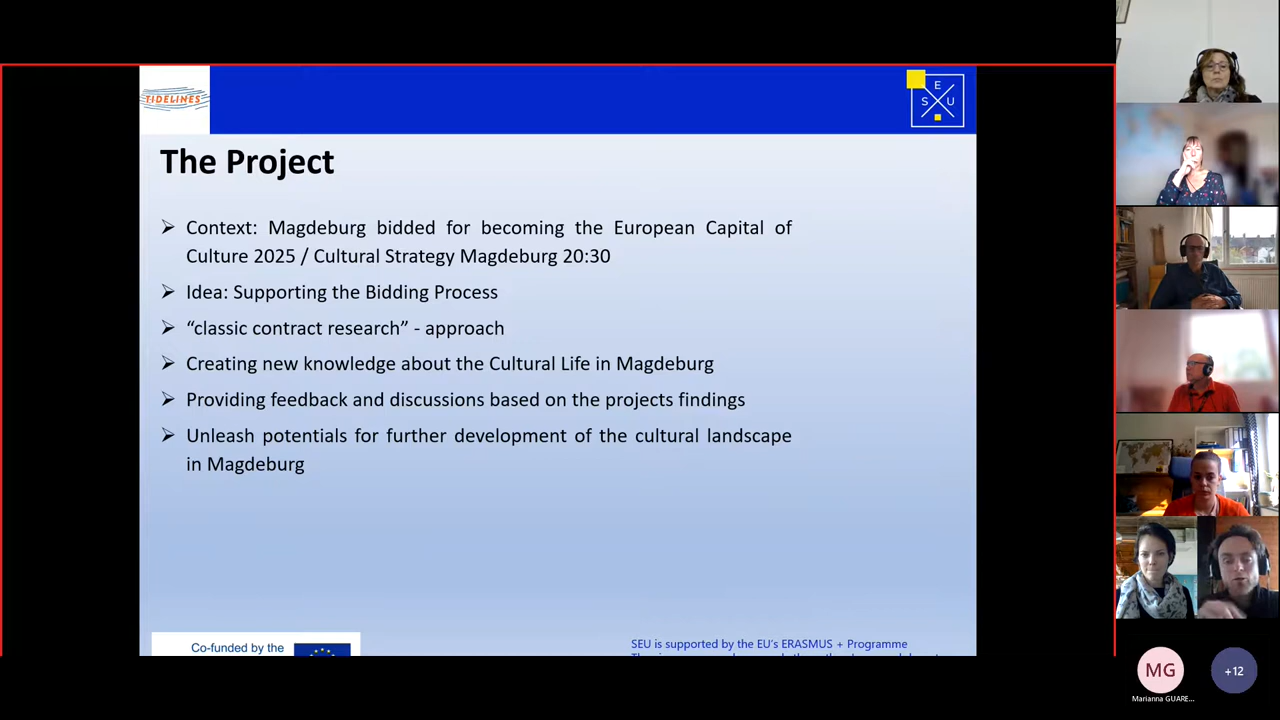 TIDELINES
E
S U
The Project
Context: Magdeburg bidded for becoming the European Capital of
Culture 2025 / Cultural Strategy Magdeburg 20:30
Idea: Supporting the Bidding Process
“classic contract research” - approach
Creating new knowledge about the Cultural Life in Magdeburg
Providing feedback and discussions based on the projects findings
Unleash potentials for further development of the cultural landscape
in Magdeburg
Co-funded by the
SEU is supported by the EU's ERASMUS + Programme
MG
+12
Marianna GUARE...